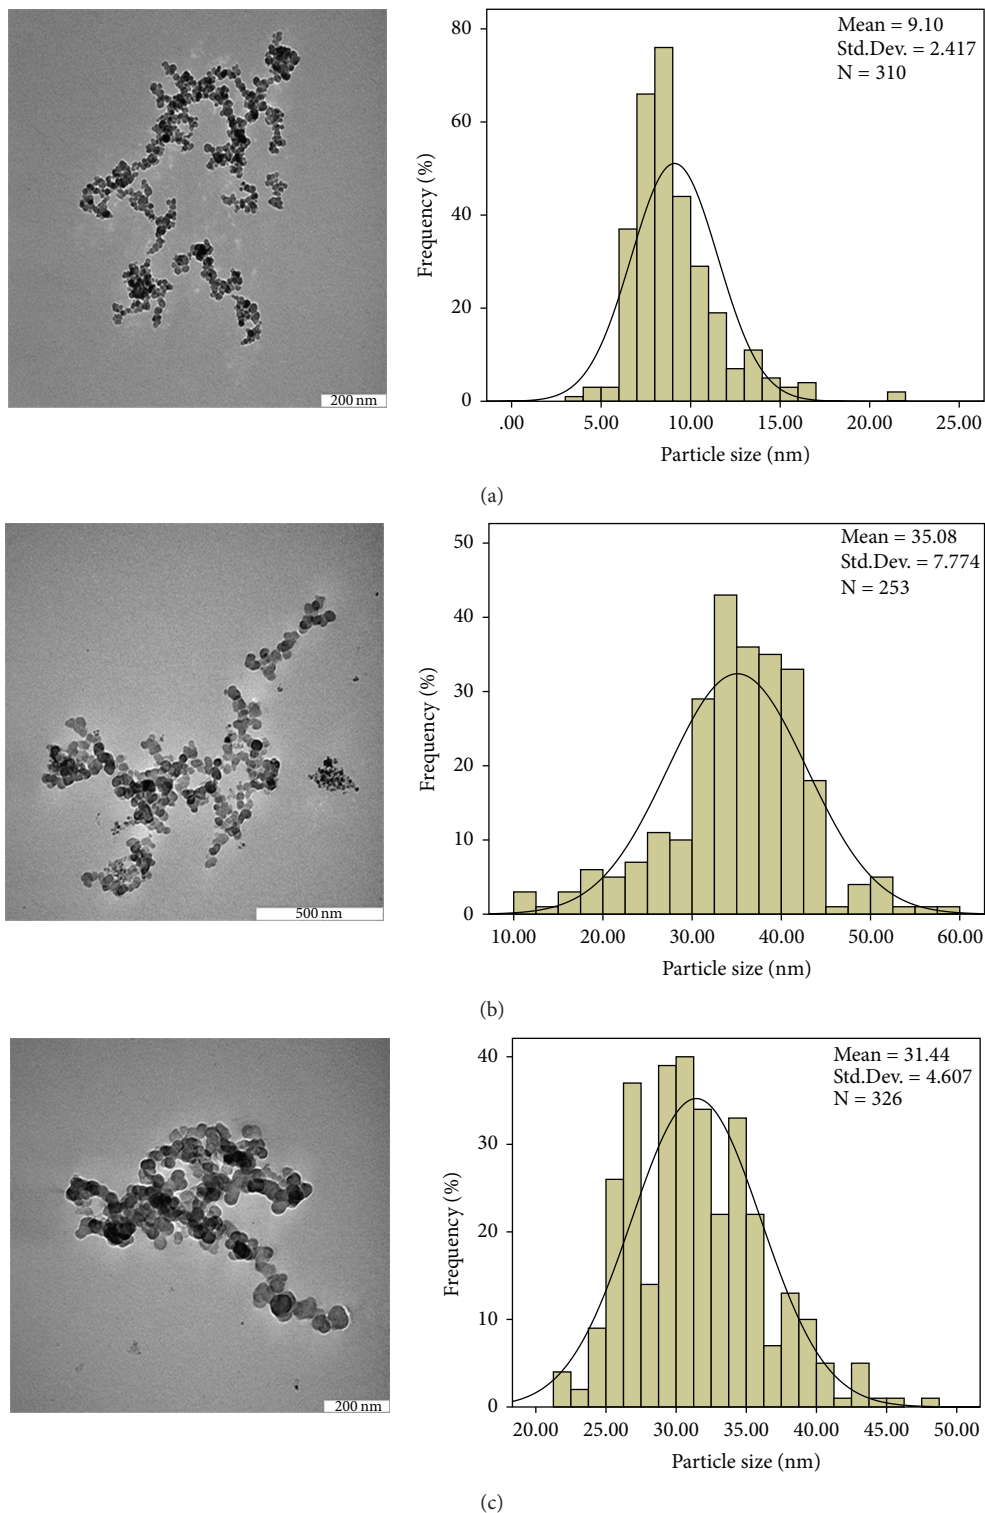 200 nm
Mean = 9.10
Std.Dev. = 2.417
N = 310
80
60
40
20
0
Frequency (%)
.00 5.00 10.00 15.00 20.00 25.00
Particle size (nm)
(a)
500 nm
Mean = 35.08
Std.Dev. = 7.774
N = 253
50
40
30
20
10
0
Frequency (%)
10.00 20.00 30.00 40.00 50.00 60.00
Particle size (nm)
(b)
200 nm
Mean = 31.44
Std.Dev. = 4.607
N = 326
40
30
20
10
0
Frequency (%)
20.00 25.00 30.00 35.00 40.00 45.00 50.00
Particle size (nm)
(c)